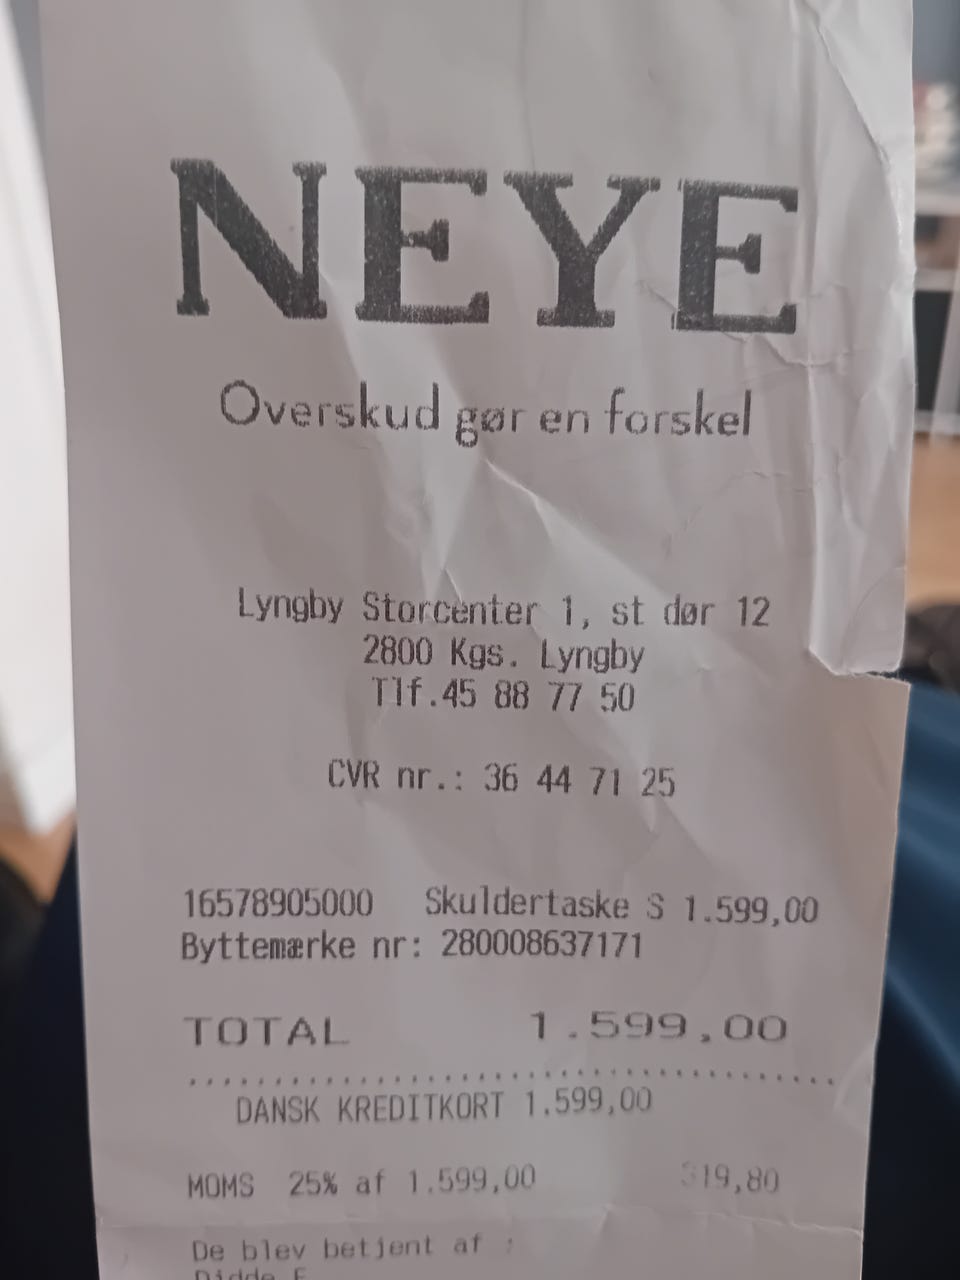 NEYE
Overskud gør en forskel
Lyngby Storcenter 1, st dør 12
2800 Kgs. Lyngby
Tlf.45 88 77 50
CVR nr.: 36 44 71 25
16578905000 Skuldertaske S 1.599,00
Byttemærke nr: 280008637171
TOTAL 1.599,00
DANSK KREDITKORT 1.599,00
MOMS 25% af 1.599,00 319,80
De blev betjent af :
Didde F